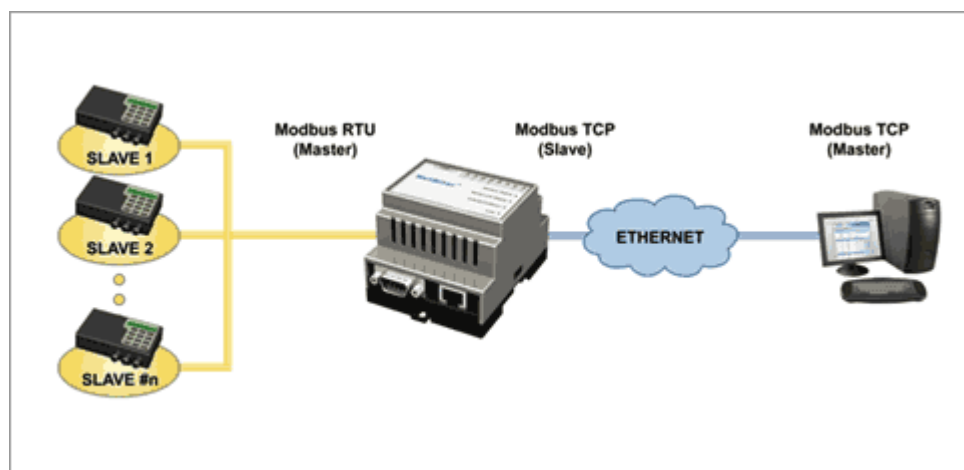 SLAVE 1
SLAVE 2
SLAVE #n
Modbus RTU
(Master)
Modbus TCP
(Slave)
ETHERNET
Modbus TCP
(Master)